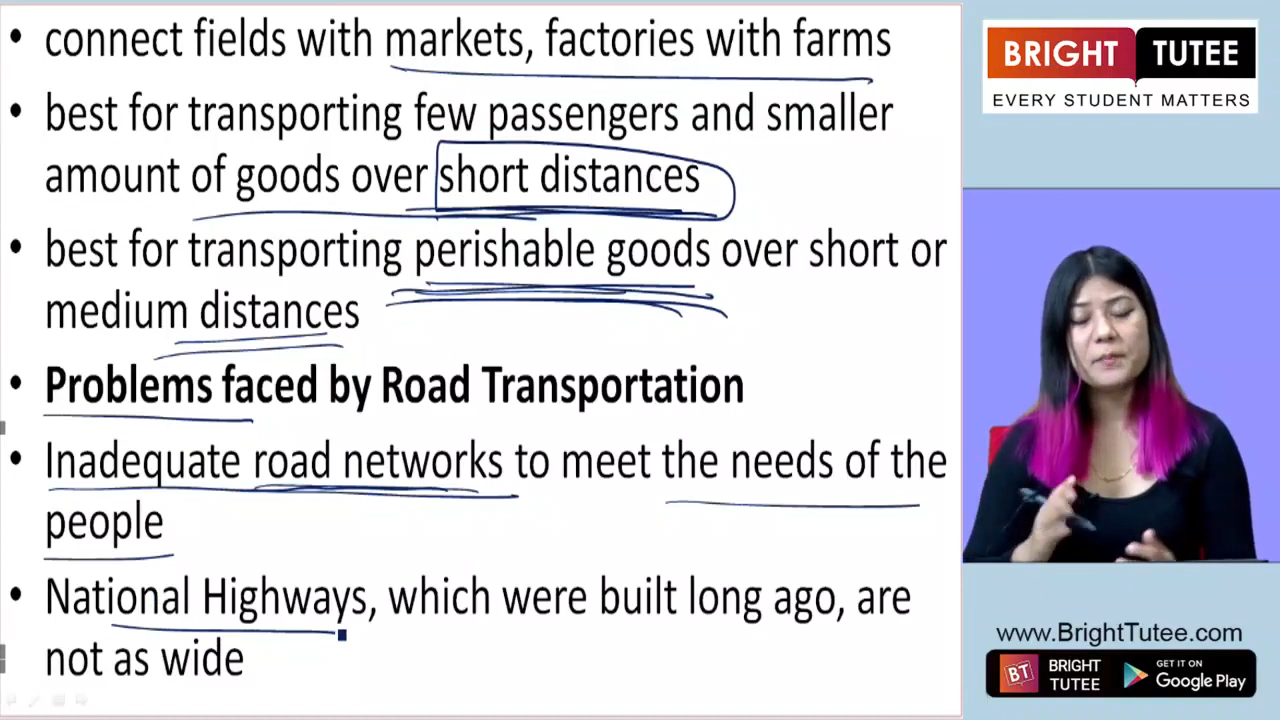 • connect fields with markets, factories with farms
• best for transporting few passengers and smaller
amount of goods over short distances
• best for transporting perishable goods over short or
medium distances
• Problems faced by Road Transportation
• Inadequate road networks to meet the needs of the
people
• National Highways, which were built long ago, are
not as wide
BRIGHT TUTEE
EVERY STUDENT MATTERS
www.BrightTutee.com
BT BRIGHT TUTEE
GET IT ON
Google Play